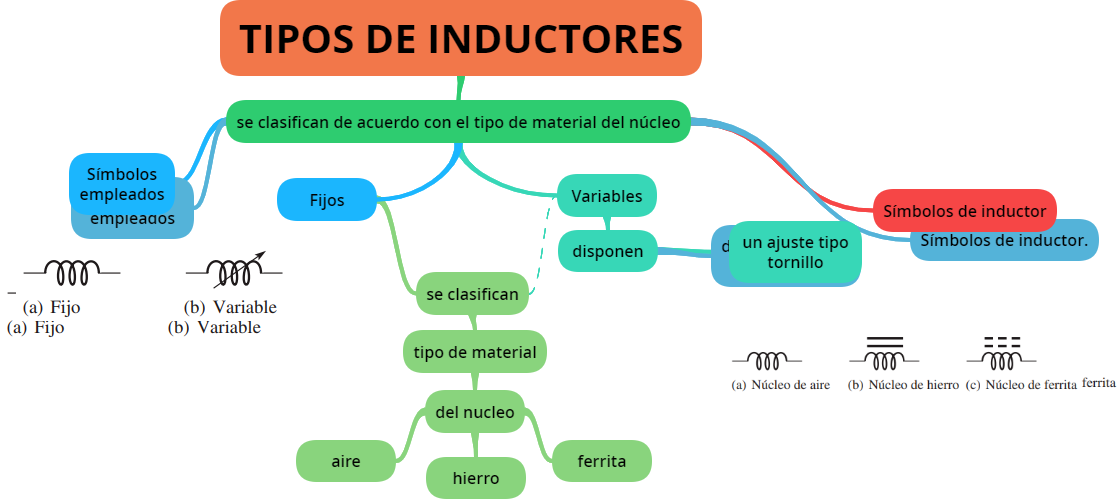 TIPOS DE INDUCTORES
se clasifican de acuerdo con el tipo de material del núcleo
Símbolos
empleados
empleados
Fijos
Variables
disponen
d
un ajuste tipo
tornillo
Símbolos de inductor
Símbolos de inductor.
(a) Fijo
(b) Variable
(a) Fijo
(b) Variable
se clasifican
tipo de material
del nucleo
aire
hierro
ferrita
(a) Núcleo de aire
(b) Núcleo de hierro
(c) Núcleo de ferrita
ferrita